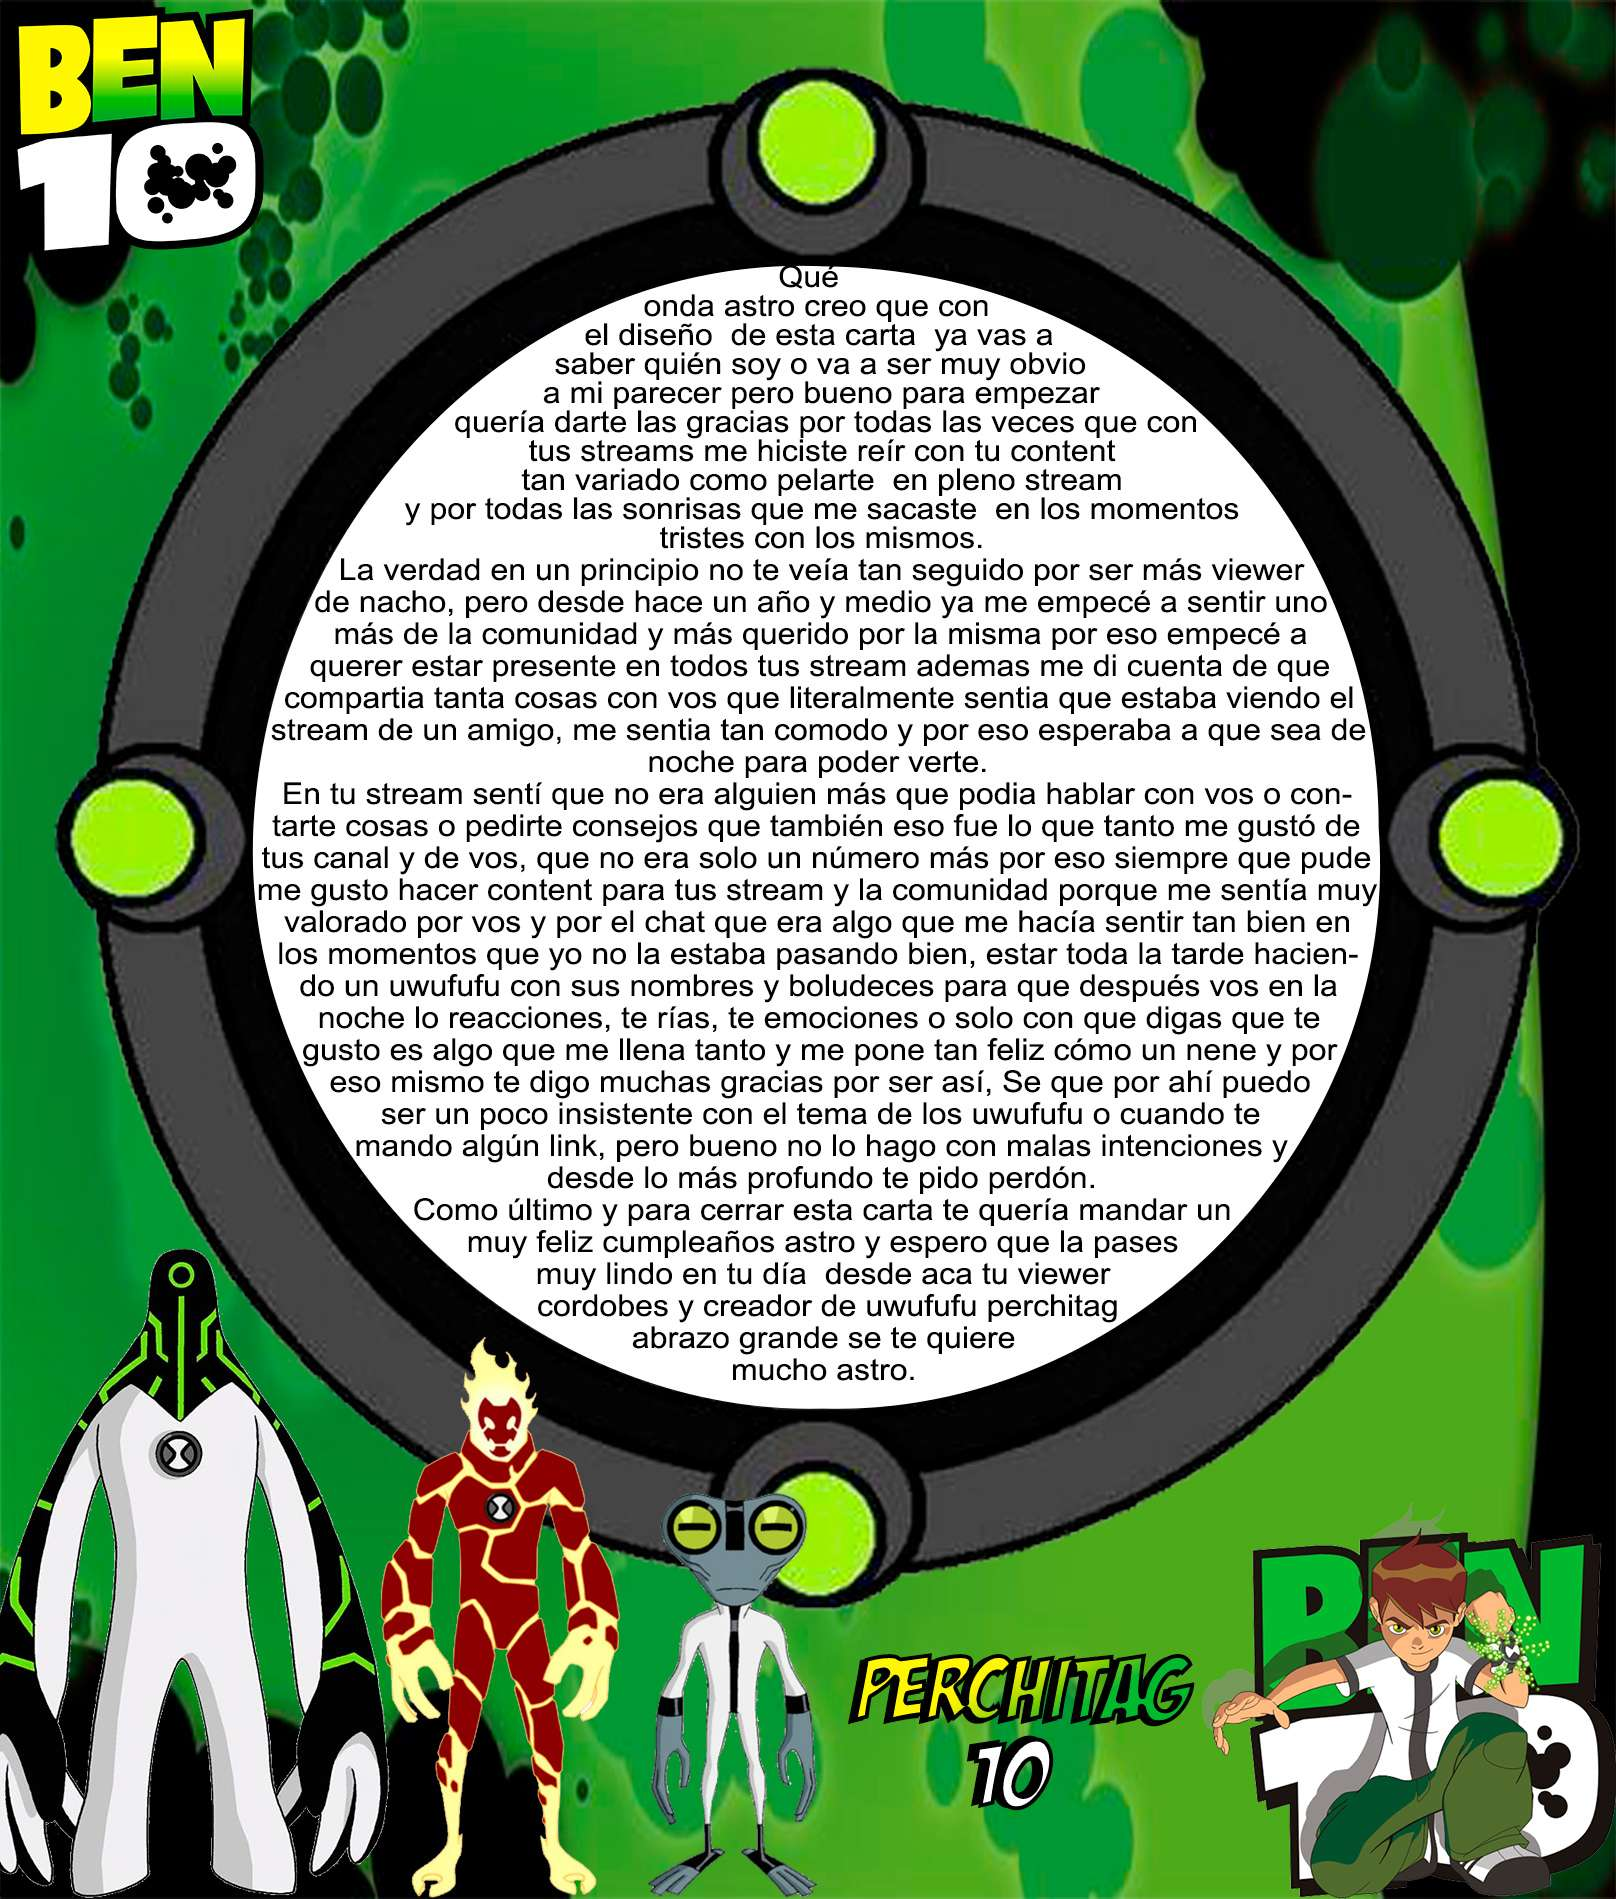 BEN
10
Qué
onda astro creo que con
el diseño  de esta carta  ya vas a
saber quién soy o va a ser muy obvio
a mi parecer pero bueno para empezar
quería darte las gracias por todas las veces que con
tus streams me hiciste reír con tu content
tan variado como pelarte  en pleno stream
y por todas las sonrisas que me sacaste  en los momentos
tristes con los mismos.
La verdad en un principio no te veía tan seguido por ser más viewer
de nacho, pero desde hace un año y medio ya me empecé a sentir uno
más de la comunidad y más querido por la misma por eso empecé a
querer estar presente en todos tus stream ademas me di cuenta de que
compartia tanta cosas con vos que literalmente sentia que estaba viendo el
stream de un amigo, me sentia tan comodo y por eso esperaba a que sea de
noche para poder verte.
En tu stream sentí que no era alguien más que podia hablar con vos o con-
tarte cosas o pedirte consejos que también eso fue lo que tanto me gustó de
tus canal y de vos, que no era solo un número más por eso siempre que pude
me gusto hacer content para tus stream y la comunidad porque me sentía muy
valorado por vos y por el chat que era algo que me hacía sentir tan bien en
los momentos que yo no la estaba pasando bien, estar toda la tarde hacien-
do un uwufufu con sus nombres y boludeces para que después vos en la
noche lo reacciones, te rías, te emociones o solo con que digas que te
gusto es algo que me llena tanto y me pone tan feliz cómo un nene y por
eso mismo te digo muchas gracias por ser así, Se que por ahí puedo
ser un poco insistente con el tema de los uwufufu o cuando te
mando algún link, pero bueno no lo hago con malas intenciones y
desde lo más profundo te pido perdón.
Como último y para cerrar esta carta te quería mandar un
muy feliz cumpleaños astro y espero que la pases
muy lindo en tu día  desde aca tu viewer
cordobes y creador de uwufufu perchitag
abrazo grande se te quiere
mucho astro.
PERCHITAG
10
BEN
10